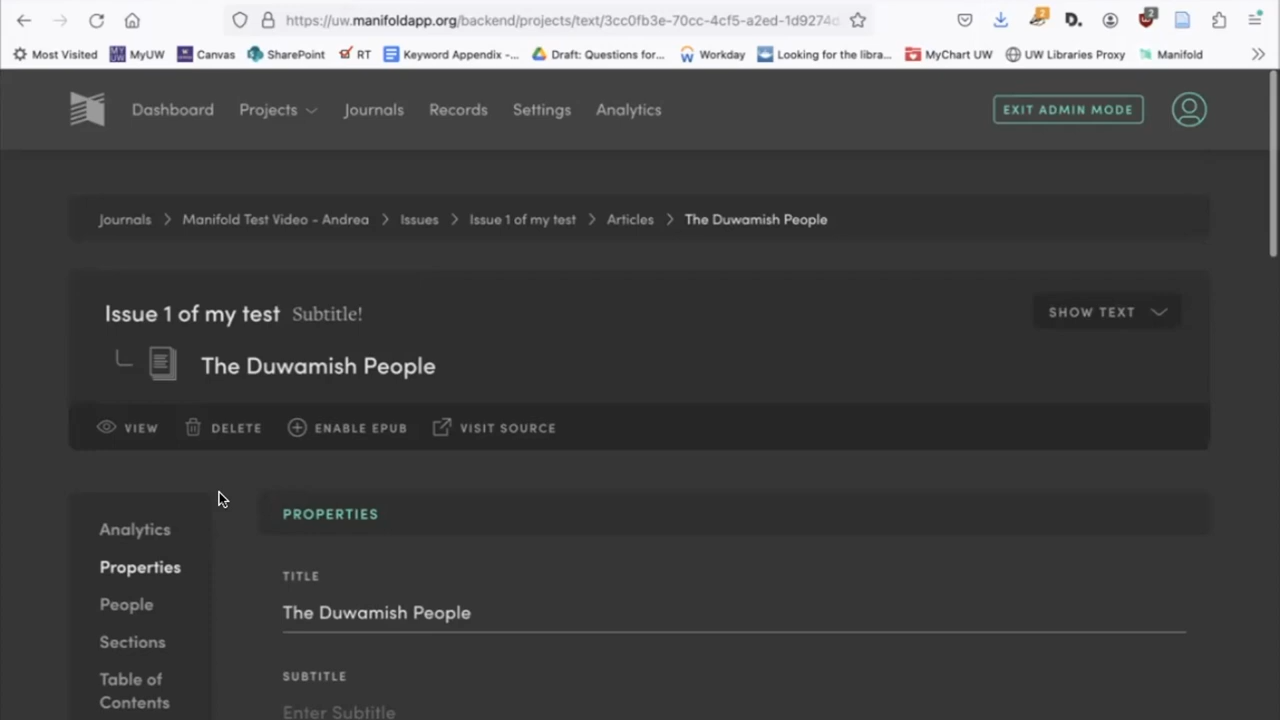 https://uw.manifoldapp.org/backend/projects/text/3cc0fb3e-70cc-4cf5-a2ed-1d9274d
2
D.
2
Most Visited MyUW Canvas SharePoint RT Keyword Appendix -... Draft: Questions for... Workday Looking for the libra... MyChart UW UW Libraries Proxy Manifold
Dashboard Projects Journals Records Settings Analytics EXIT ADMIN MODE
Journals Manifold Test Video - Andrea Issues Issue 1 of my test Articles The Duwamish People
Issue 1 of my test Subtitle! SHOW TEXT
The Duwamish People
VIEW DELETE ENABLE EPUB VISIT SOURCE
Analytics
Properties
People
Sections
Table of
Contents
PROPERTIES
TITLE
The Duwamish People
SUBTITLE
Enter Subtitle